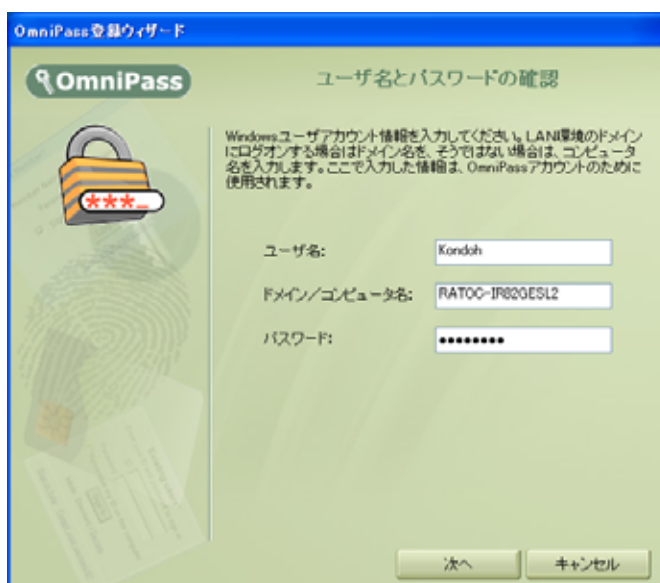 OmniPass登録ウィザード
OmniPass
ユーザ名とパスワードの確認
Windowsユーザアカウント情報を入力してください。LAN環境のドメイン
にログオンする場合はドメイン名を、そうではない場合は、コンピュータ
名を入力します。ここで入力した情報は、OmniPassアカウントのために
使用されます。
***_
ユーザ名: Kondoh
ドメイン/コンピュータ名: RATOC-IR82GESL2
パスワード: ●●●●●●●●
次へ キャンセル